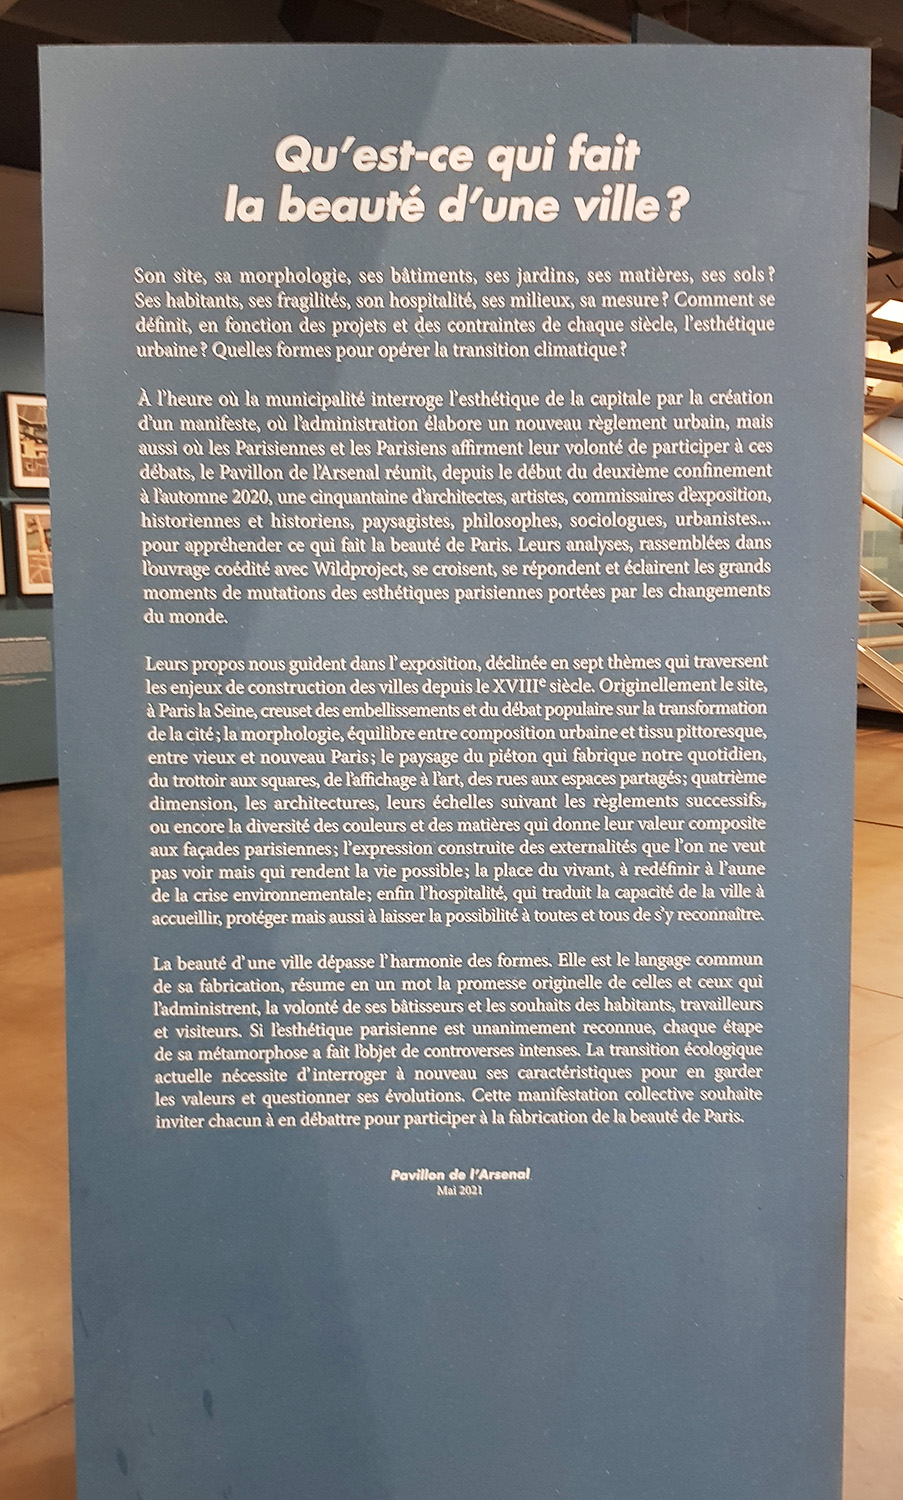 Qu'est-ce qui fait
la beauté d'une ville ?
Son site, sa morphologie, ses bâtiments, ses jardins, ses matières, ses sols ?
Ses habitants, ses fragilités, son hospitalité, ses milieux, sa mesure ? Comment se
définit, en fonction des projets et des contraintes de chaque siècle, l'esthétique
urbaine ? Quelles formes pour opérer la transition climatique ?
À l'heure où la municipalité interroge l'esthétique de la capitale par la création
d'un manifeste, où l'administration élabore un nouveau règlement urbain, mais
aussi où les Parisiennes et les Parisiens affirment leur volonté de participer à ces
débats, le Pavillon de l'Arsenal réunit, depuis le début du deuxième confinement
à l'automne 2020, une cinquantaine d'architectes, artistes, commissaires d'exposition,
historiennes et historiens, paysagistes, philosophes, sociologues, urbanistes...
pour appréhender ce qui fait la beauté de Paris. Leurs analyses, rassemblées dans
l'ouvrage coédité avec Wildproject, se croisent, se répondent et éclairent les grands
moments de mutations des esthétiques parisiennes portées par les changements
du monde.
Leurs propos nous guident dans l'exposition, déclinée en sept thèmes qui traversent
les enjeux de construction des villes depuis le XVIIIe siècle. Originellement le site,
à Paris la Seine, creuset des embellissements et du débat populaire sur la transformation
de la cité ; la morphologie, équilibre entre composition urbaine et tissu pittoresque,
entre vieux et nouveau Paris ; le paysage du piéton qui fabrique notre quotidien,
du trottoir aux squares, de l'affichage à l'art, des rues aux espaces partagés ; quatrième
dimension, les architectures, leurs échelles suivant les règlements successifs,
ou encore la diversité des couleurs et des matières qui donne leur valeur composite
aux façades parisiennes ; l'expression construite des externalités que l'on ne veut
pas voir mais qui rendent la vie possible ; la place du vivant, à redéfinir à l'aune
de la crise environnementale ; enfin l'hospitalité, qui traduit la capacité de la ville à
accueillir, protéger mais aussi à laisser la possibilité à toutes et tous de s'y reconnaître.
La beauté d'une ville dépasse l'harmonie des formes. Elle est le langage commun
de sa fabrication, résume en un mot la promesse originelle de celles et ceux qui
l'administrent, la volonté de ses bâtisseurs et les souhaits des habitants, travailleurs
et visiteurs. Si l'esthétique parisienne est unanimement reconnue, chaque étape
de sa métamorphose a fait l'objet de controverses intenses. La transition écologique
actuelle nécessite d'interroger à nouveau ses caractéristiques pour en garder
les valeurs et questionner ses évolutions. Cette manifestation collective souhaite
inviter chacun à en débattre pour participer à la fabrication de la beauté de Paris.
Pavillon de l'Arsenal
Mai 2021